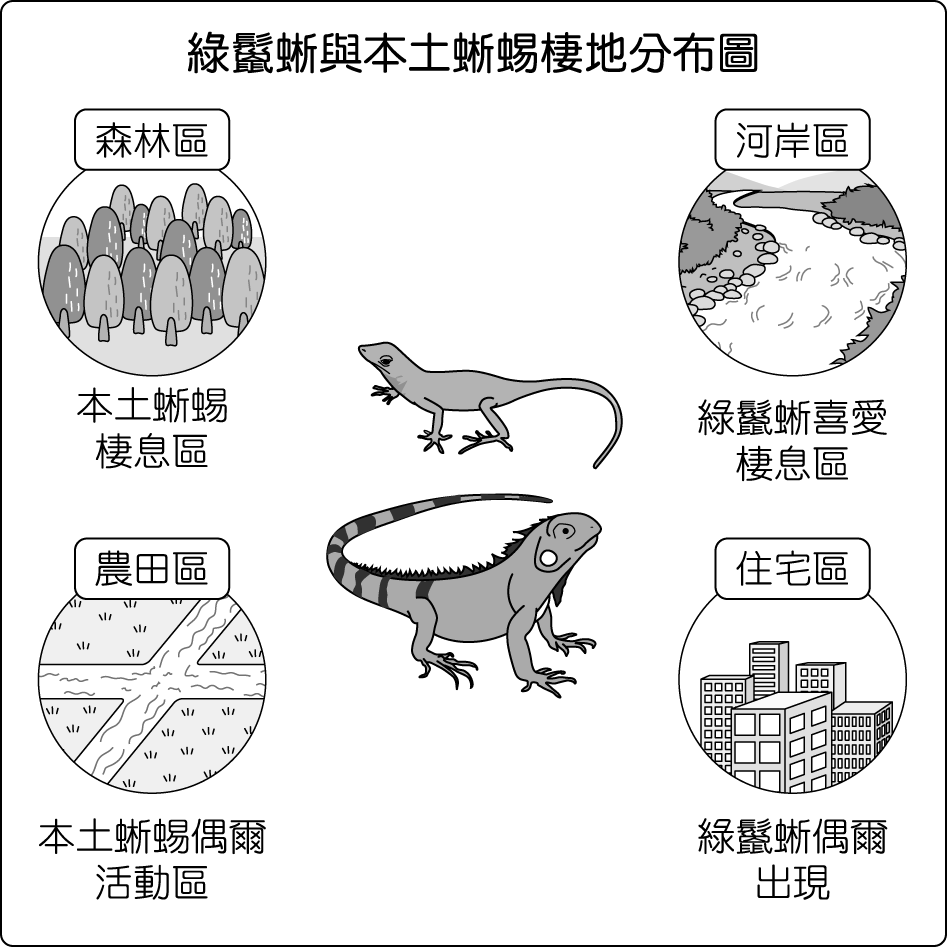 綠鬣蜥與本土蜥蜴棲地分布圖
森林區
本土蜥蜴
棲息區
河岸區
綠鬣蜥喜愛
棲息區
農田區
本土蜥蜴偶爾
活動區
住宅區
綠鬣蜥偶爾
出現